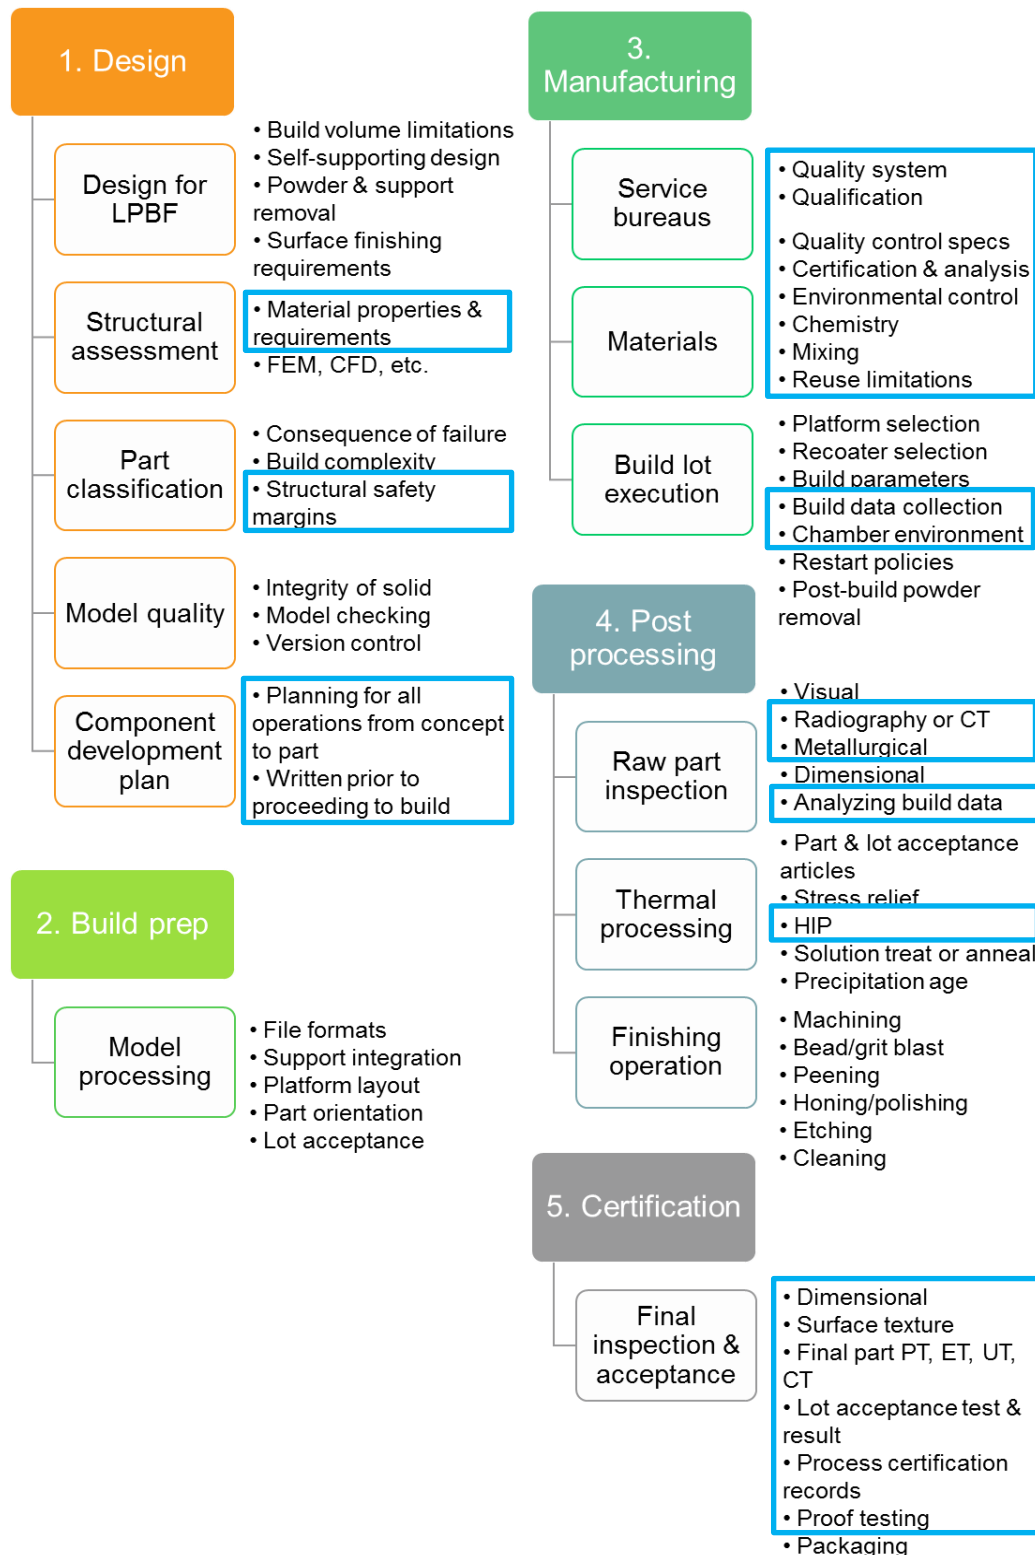 1. Design
Design for
LPBF
• Build volume limitations
• Self-supporting design
• Powder & support
removal
• Surface finishing
requirements
Structural
assessment
• Material properties &
requirements
• FEM, CFD, etc.
Part
classification
• Consequence of failure
• Build complexity
• Structural safety
margins
Model quality
• Integrity of solid
• Model checking
• Version control
Component
development
plan
• Planning for all
operations from concept
to part
• Written prior to
proceeding to build
2. Build prep
Model
processing
• File formats
• Support integration
• Platform layout
• Part orientation
• Lot acceptance
3.
Manufacturing
Service
bureaus
• Quality system
• Qualification
Materials
• Quality control specs
• Certification & analysis
• Environmental control
• Chemistry
• Mixing
• Reuse limitations
Build lot
execution
• Platform selection
• Recoater selection
• Build parameters
• Build data collection
• Chamber environment
• Restart policies
• Post-build powder
removal
4. Post
processing
Raw part
inspection
• Visual
• Radiography or CT
• Metallurgical
• Dimensional
• Analyzing build data
Thermal
processing
• Part & lot acceptance
articles
• Stress relief
• HIP
• Solution treat or anneal
• Precipitation age
Finishing
operation
• Machining
• Bead/grit blast
• Peening
• Honing/polishing
• Etching
• Cleaning
5. Certification
Final
inspection &
acceptance
• Dimensional
• Surface texture
• Final part PT, ET, UT,
CT
• Lot acceptance test &
result
• Process certification
records
• Proof testing
• Packaging